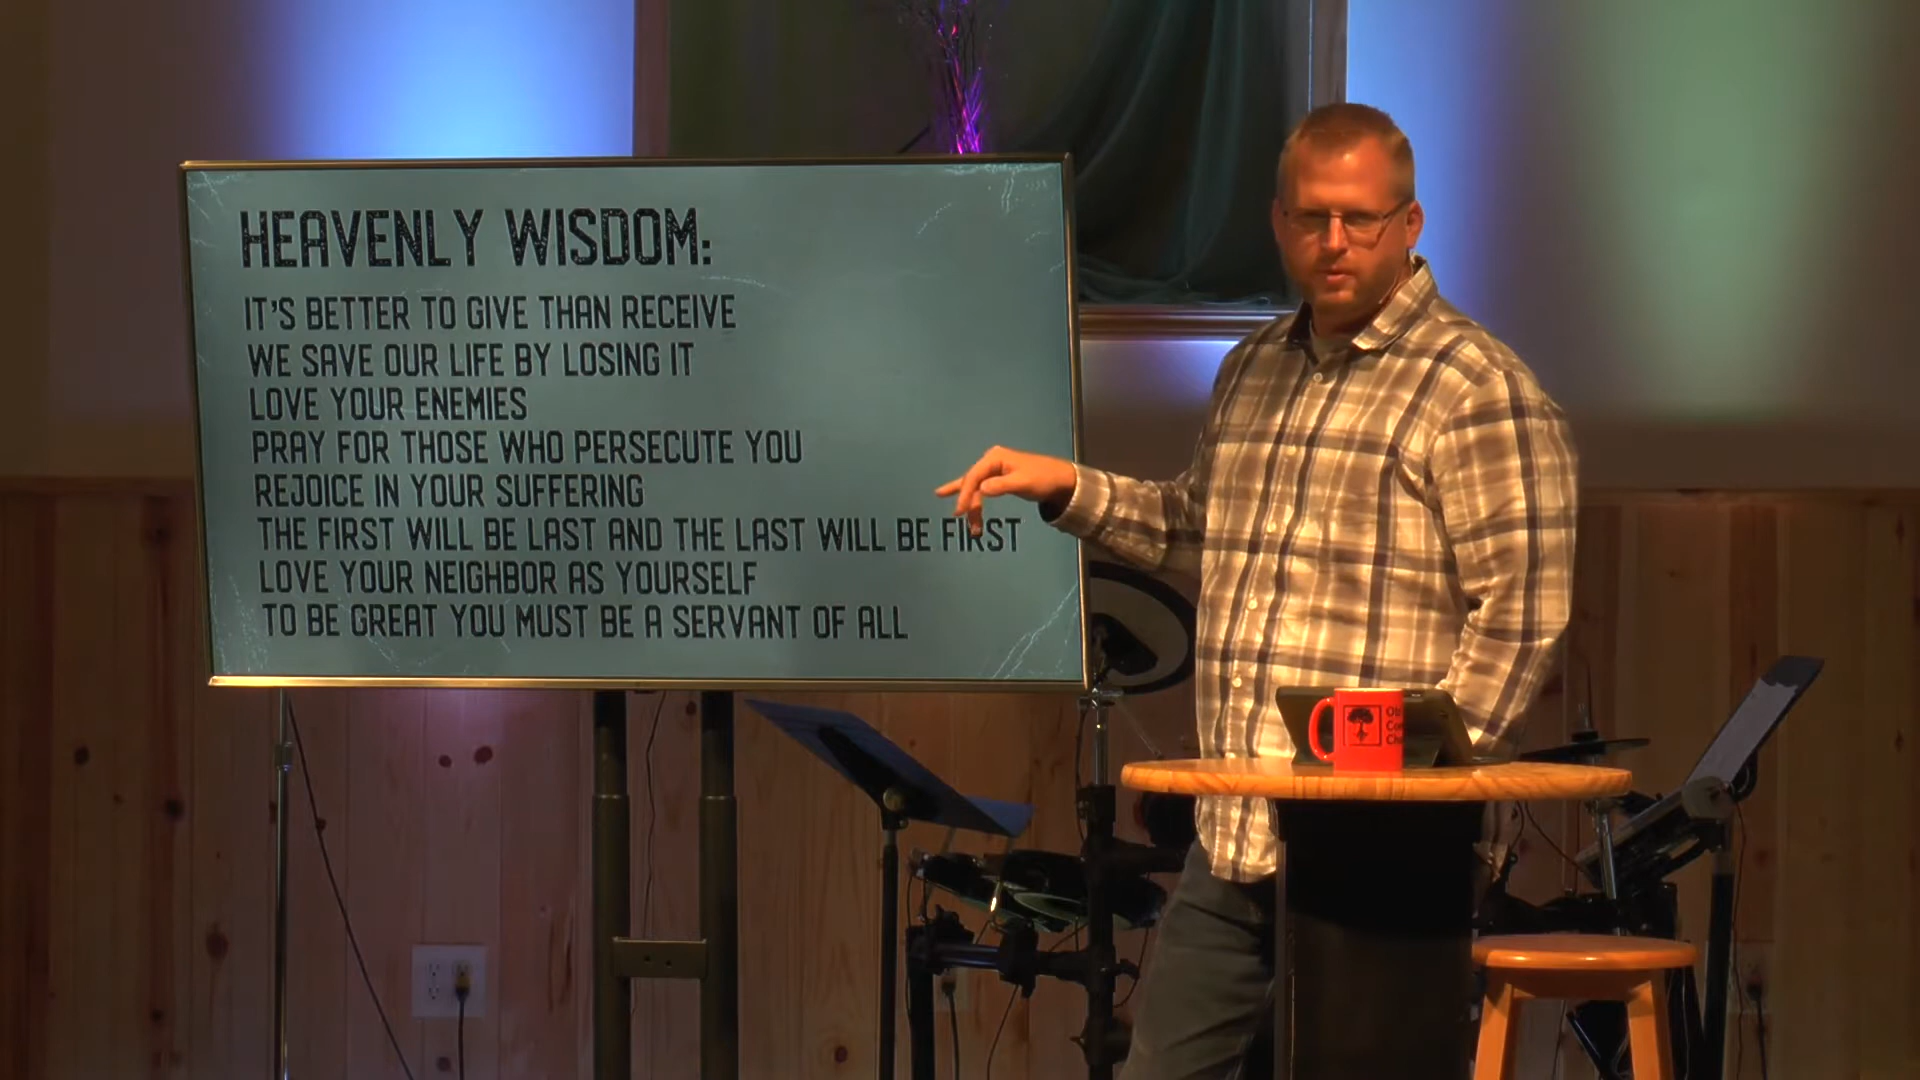 HEAVENLY WISDOM:
IT'S BETTER TO GIVE THAN RECEIVE
WE SAVE OUR LIFE BY LOSING IT
LOVE YOUR ENEMIES
PRAY FOR THOSE WHO PERSECUTE YOU
REJOICE IN YOUR SUFFERING
THE FIRST WILL BE LAST AND THE LAST WILL BE FIRST
LOVE YOUR NEIGHBOR AS YOURSELF
TO BE GREAT YOU MUST BE A SERVANT OF ALL